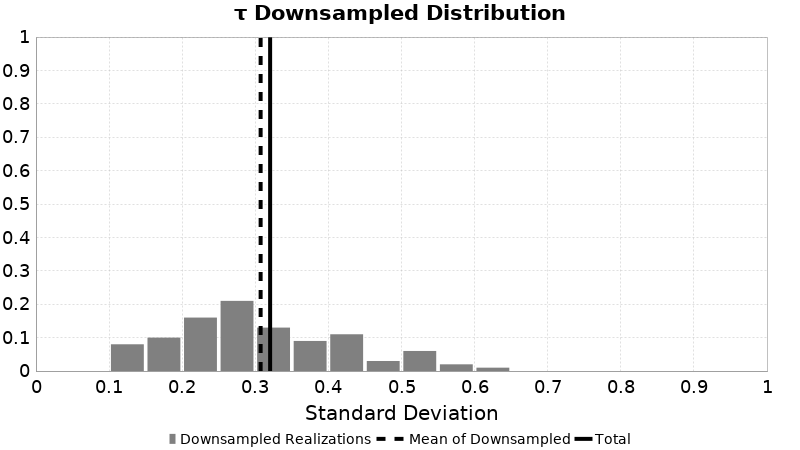 τ Downsampled Distribution
1
0.9
0.8
0.7
0.6
0.5
0.4
0.3
0.2
0.1
0
0 0.1 0.2 0.3 0.4 0.5 0.6 0.7 0.8 0.9 1
Standard Deviation
Downsampled Realizations Mean of Downsampled Total